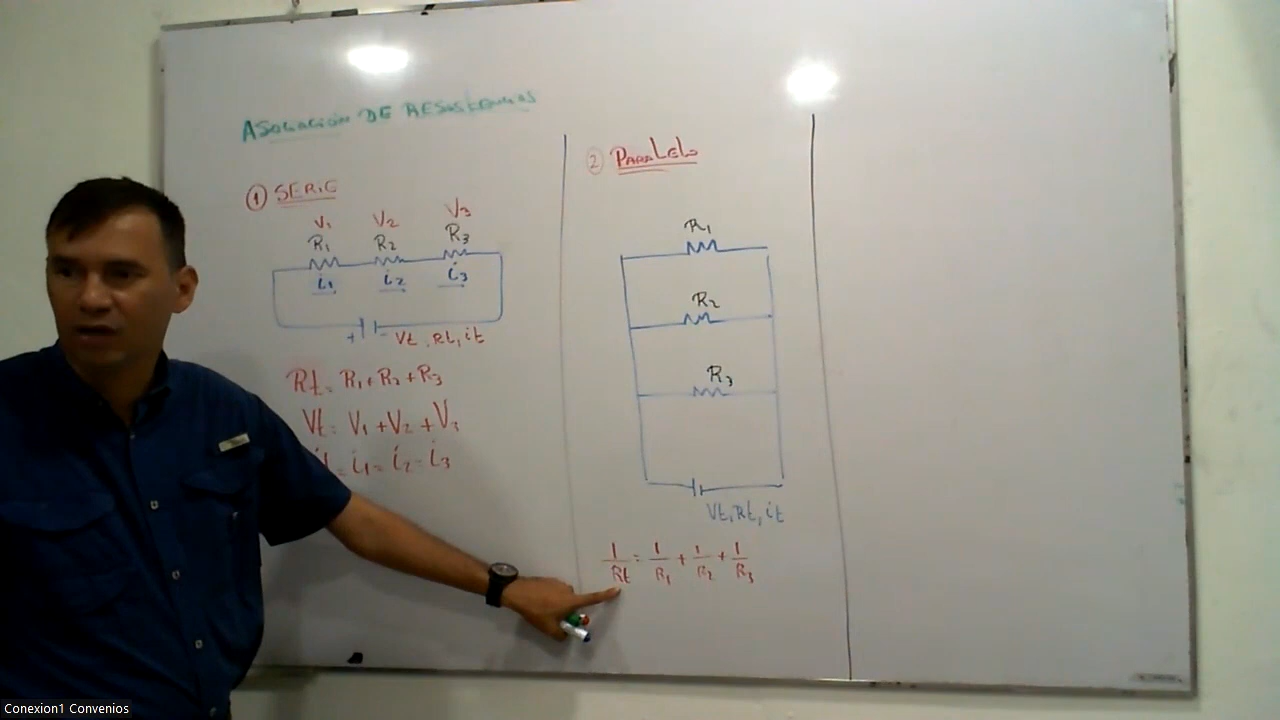 ASOCIACIÓN DE RESISTENCIAS
① SERIE
V₁ V₂ V₃
R₁ R₂ R₃
i₁ i₂ i₃
+ - Vt, Rt, it
Rt = R₁ + R₂ + R₃
Vt = V₁ + V₂ + V₃
= i₁ = i₂ = i₃
② PARALELO
R₁
R₂
R₃
Vt, Rt, it
1/Rt = 1/R₁ + 1/R₂ + 1/R₃
Conexion1 Convenios